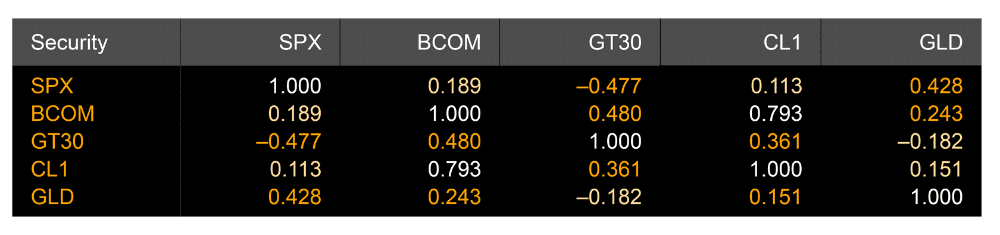 Security SPX BCOM GT30 CL1 GLD
SPX 1.000 0.189 –0.477 0.113 0.428
BCOM 0.189 1.000 0.480 0.793 0.243
GT30 –0.477 0.480 1.000 0.361 –0.182
CL1 0.113 0.793 0.361 1.000 0.151
GLD 0.428 0.243 –0.182 0.151 1.000